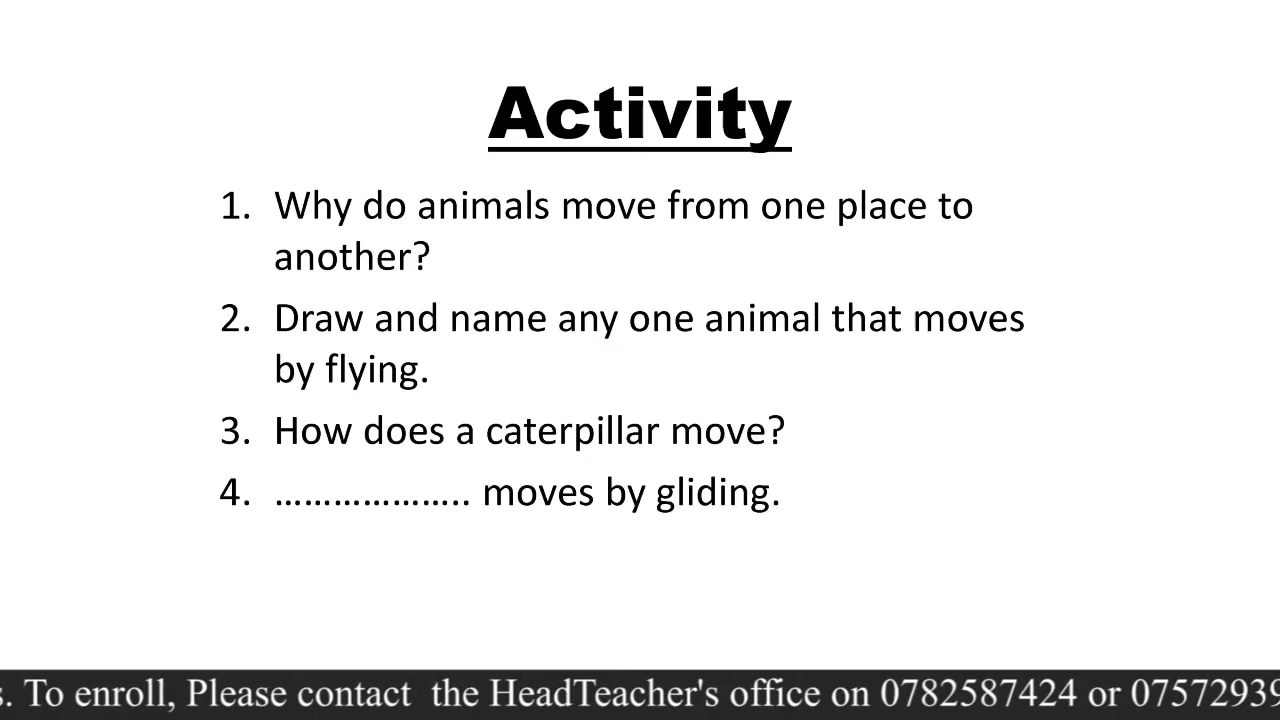 Activity
1. Why do animals move from one place to
another?
2. Draw and name any one animal that moves
by flying.
3. How does a caterpillar move?
4. ……………….. moves by gliding.
s. To enroll, Please contact  the HeadTeacher's office on 0782587424 or 07572939